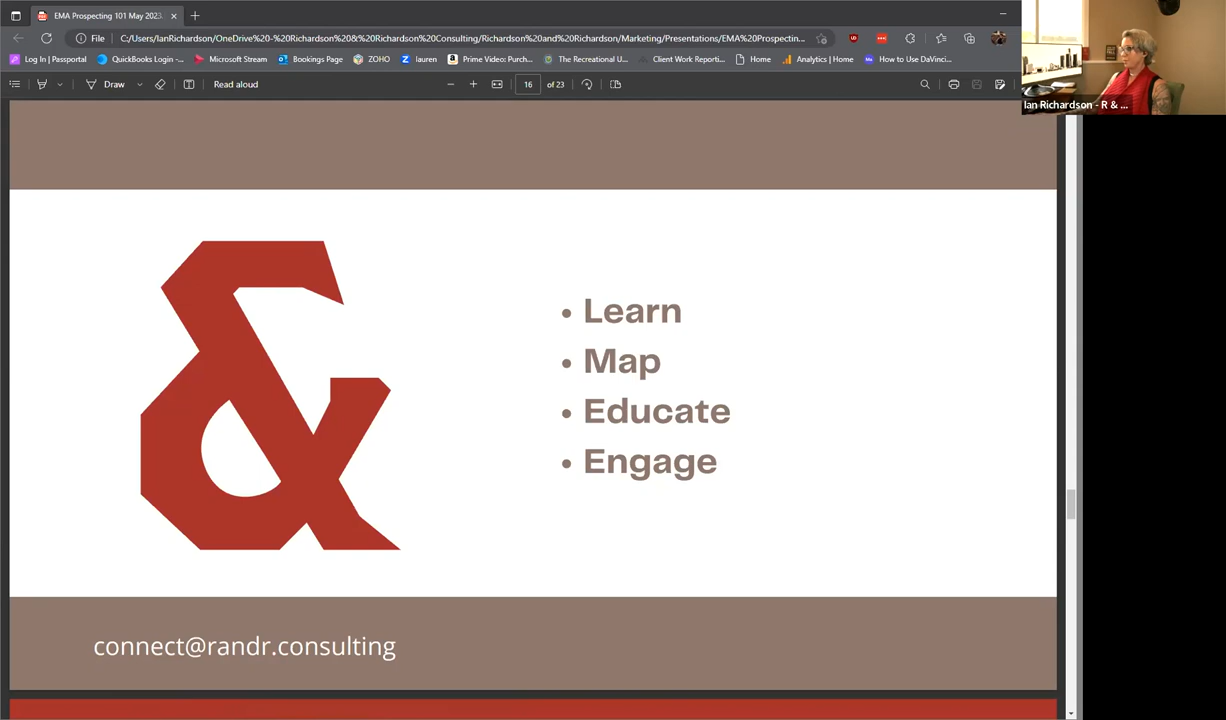 EMA Prospecting 101 May 2023.
File
C:/Users/IanRichardson/OneDrive%20-%20Richardson%20&%20Richardson%20Consulting/Richardson%20and%20Richardson/Marketing/Presentations/EMA%20Prospectin...
Log In | Passportal
QuickBooks Login -...
Microsoft Stream
Bookings Page
ZOHO
lauren
Prime Video: Purch...
The Recreational U...
Client Work Reporti...
Home
Analytics | Home
How to Use DaVinci...
Draw
Read aloud
16 of 23
Ian Richardson - R & ...
&
• Learn
• Map
• Educate
• Engage
connect@randr.consulting